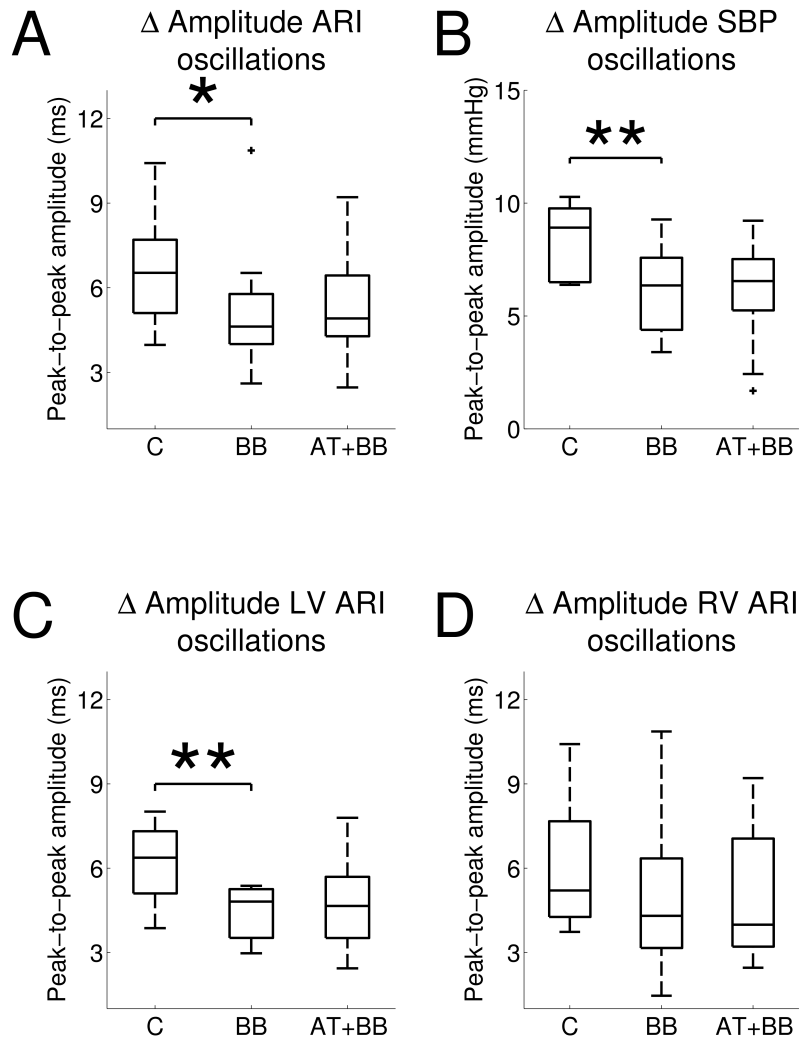 A
Δ Amplitude ARI
oscillations
Peak-to-peak amplitude (ms)
12
9
6
3
*
C BB AT+BB
B
Δ Amplitude SBP
oscillations
Peak-to-peak amplitude (mmHg)
15
10
5
0
**
C BB AT+BB
C
Δ Amplitude LV ARI
oscillations
Peak-to-peak amplitude (ms)
12
9
6
3
**
C BB AT+BB
D
Δ Amplitude RV ARI
oscillations
Peak-to-peak amplitude (ms)
12
9
6
3
C BB AT+BB